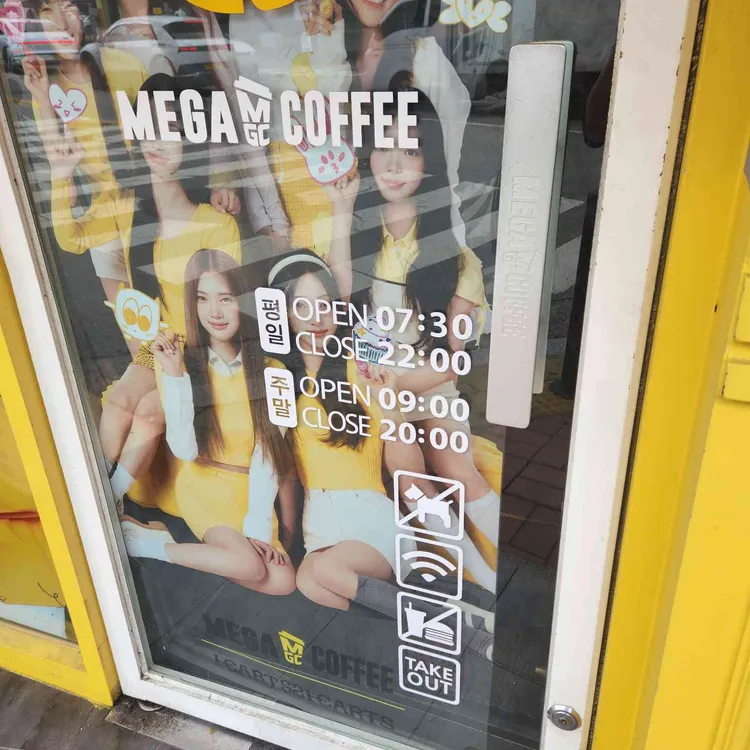 MEGA MGC COFFEE
MEGA MGC COFFEE
평일 OPEN 07:30
CLOSE 22:00
주말 OPEN 09:00
CLOSE 20:00
TAKE
OUT
MEGA MGC COFFEE
HEARTS2HEARTS